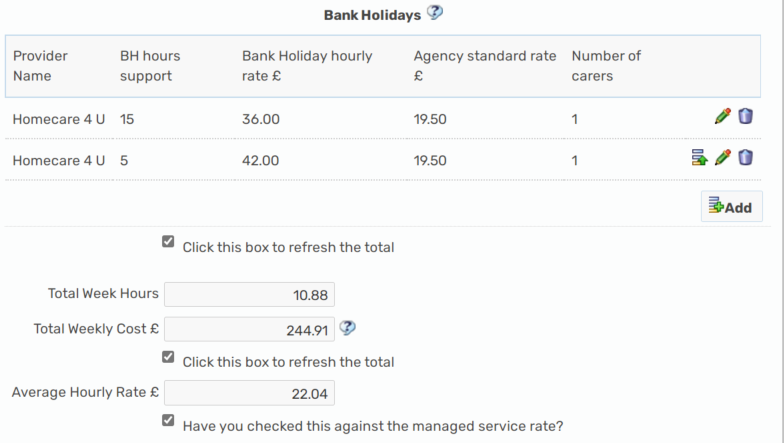 Bank Holidays
Provider Name BH hours support Bank Holiday hourly rate £ Agency standard rate £ Number of carers
Homecare 4 U 15 36.00 19.50 1
Homecare 4 U 5 42.00 19.50 1
Add
Click this box to refresh the total
Total Week Hours 10.88
Total Weekly Cost £ 244.91
Click this box to refresh the total
Average Hourly Rate £ 22.04
Have you checked this against the managed service rate?